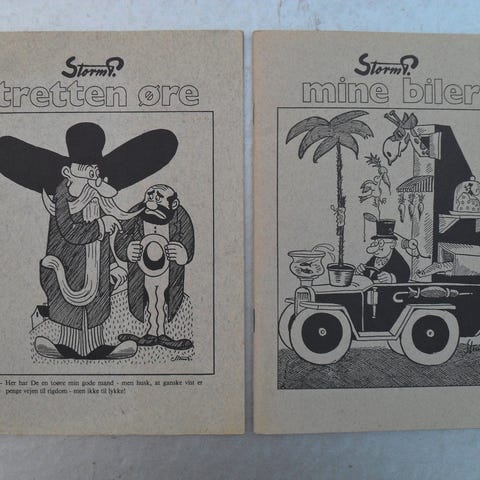 Storm P.
tretten øre
- Her har De en toøre min gode mand - men husk, at ganske vist er
penge vejen til rigdom - men ikke til lykke!
Storm P.
mine biler